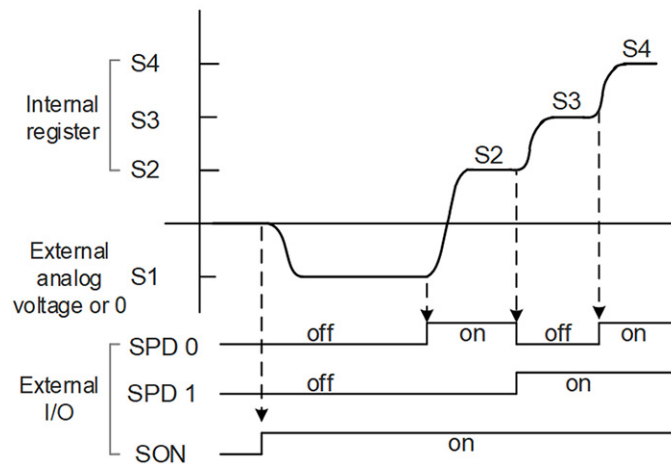 S4
S4
Internal
register
S3
S3
S2
S2
External
analog
voltage or 0
S1
SPD 0
off
on
off
on
External
I/O
SPD 1
off
on
SON
on